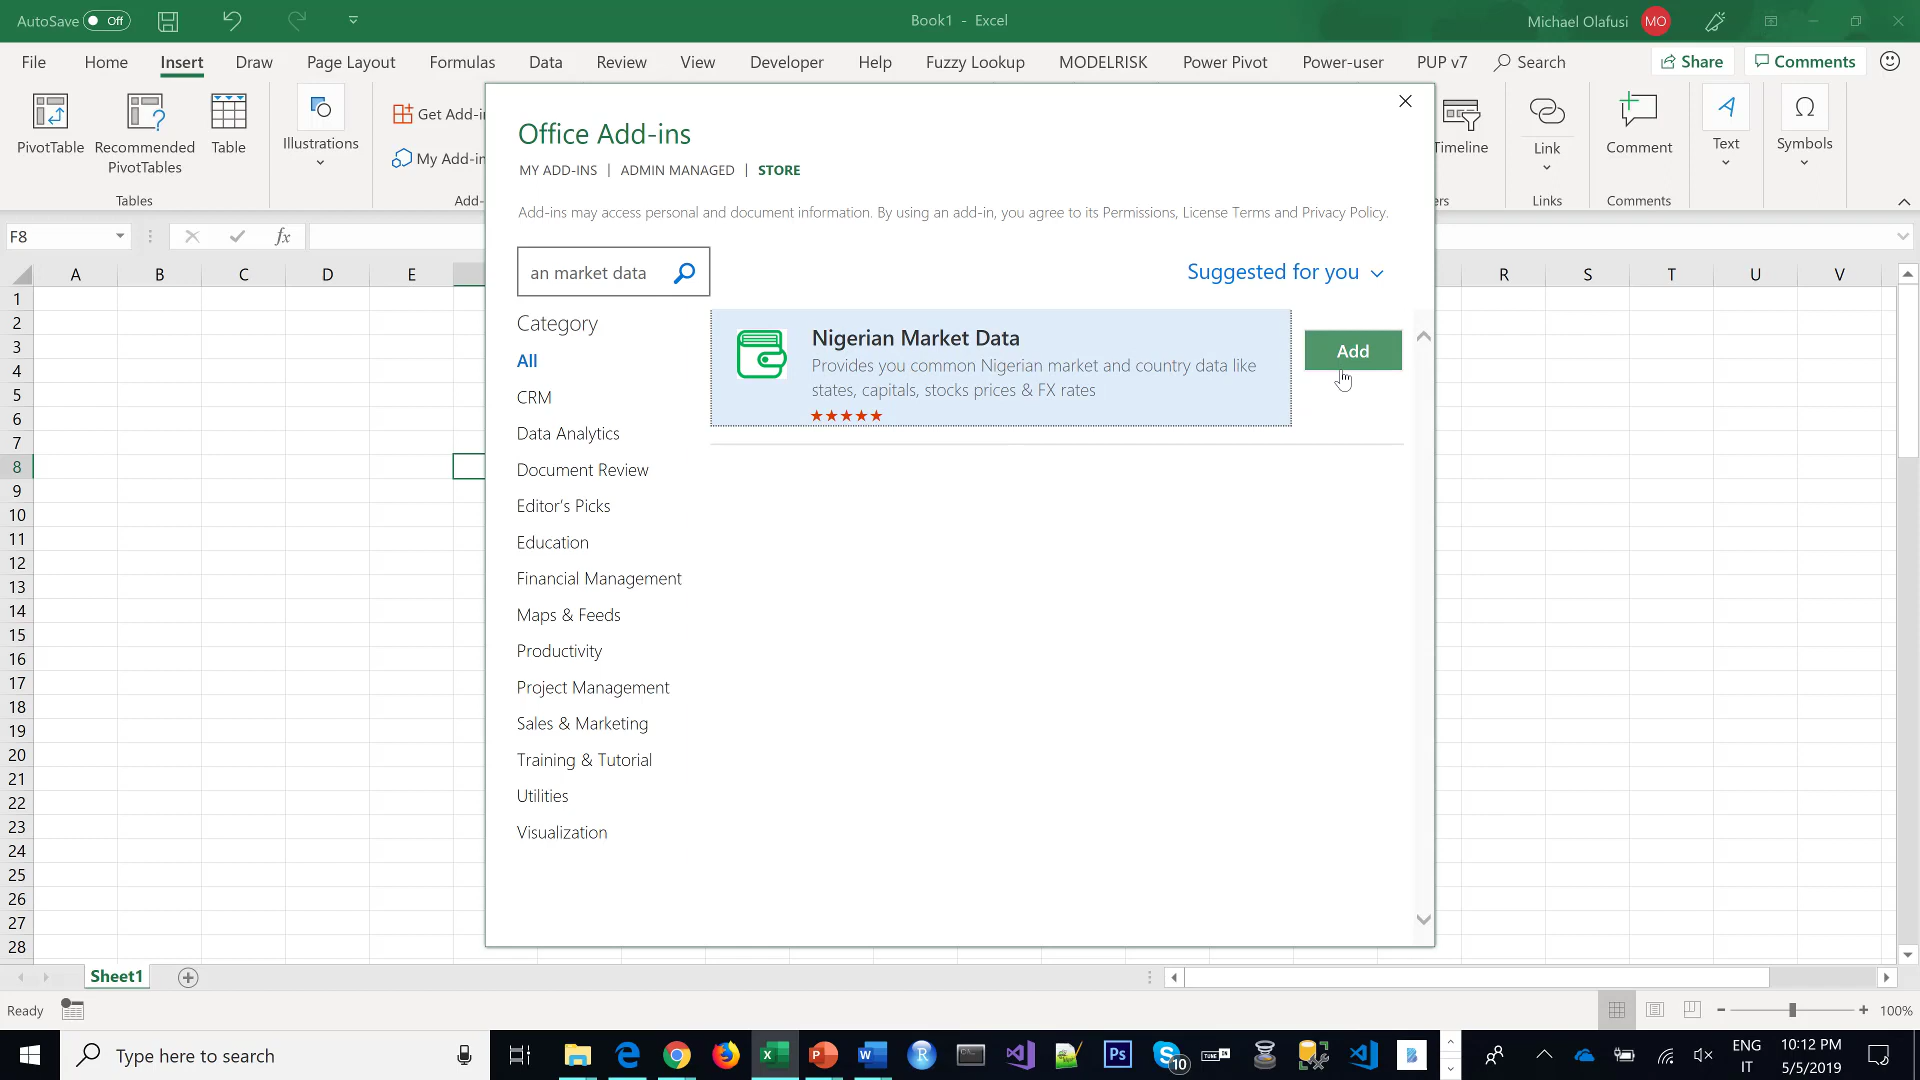 AutoSave Off
Book1 - Excel
Michael Olafusi MO
File Home Insert Draw Page Layout Formulas Data Review View Developer Help Fuzzy Lookup MODELRISK Power Pivot Power-user PUP v7 Search Share Comments
PivotTable
Recommended
PivotTables
Table
Tables
Illustrations
Get Add-i
My Add-i
Add-
Timeline
Link
Links
Comment
Comments
Text
Symbols
F8
fx
Office Add-ins
MY ADD-INS | ADMIN MANAGED | STORE
Add-ins may access personal and document information. By using an add-in, you agree to its Permissions, License Terms and Privacy Policy.
an market data
Suggested for you
Category
All
CRM
Data Analytics
Document Review
Editor's Picks
Education
Financial Management
Maps & Feeds
Productivity
Project Management
Sales & Marketing
Training & Tutorial
Utilities
Visualization
Nigerian Market Data
Provides you common Nigerian market and country data like
states, capitals, stocks prices & FX rates
Add
A B C D E R S T U V
1
2
3
4
5
6
7
8
9
10
11
12
13
14
15
16
17
18
19
20
21
22
23
24
25
26
27
28
Sheet1
Ready
100%
Type here to search
Ps
10
ENG
IT
10:12 PM
5/5/2019